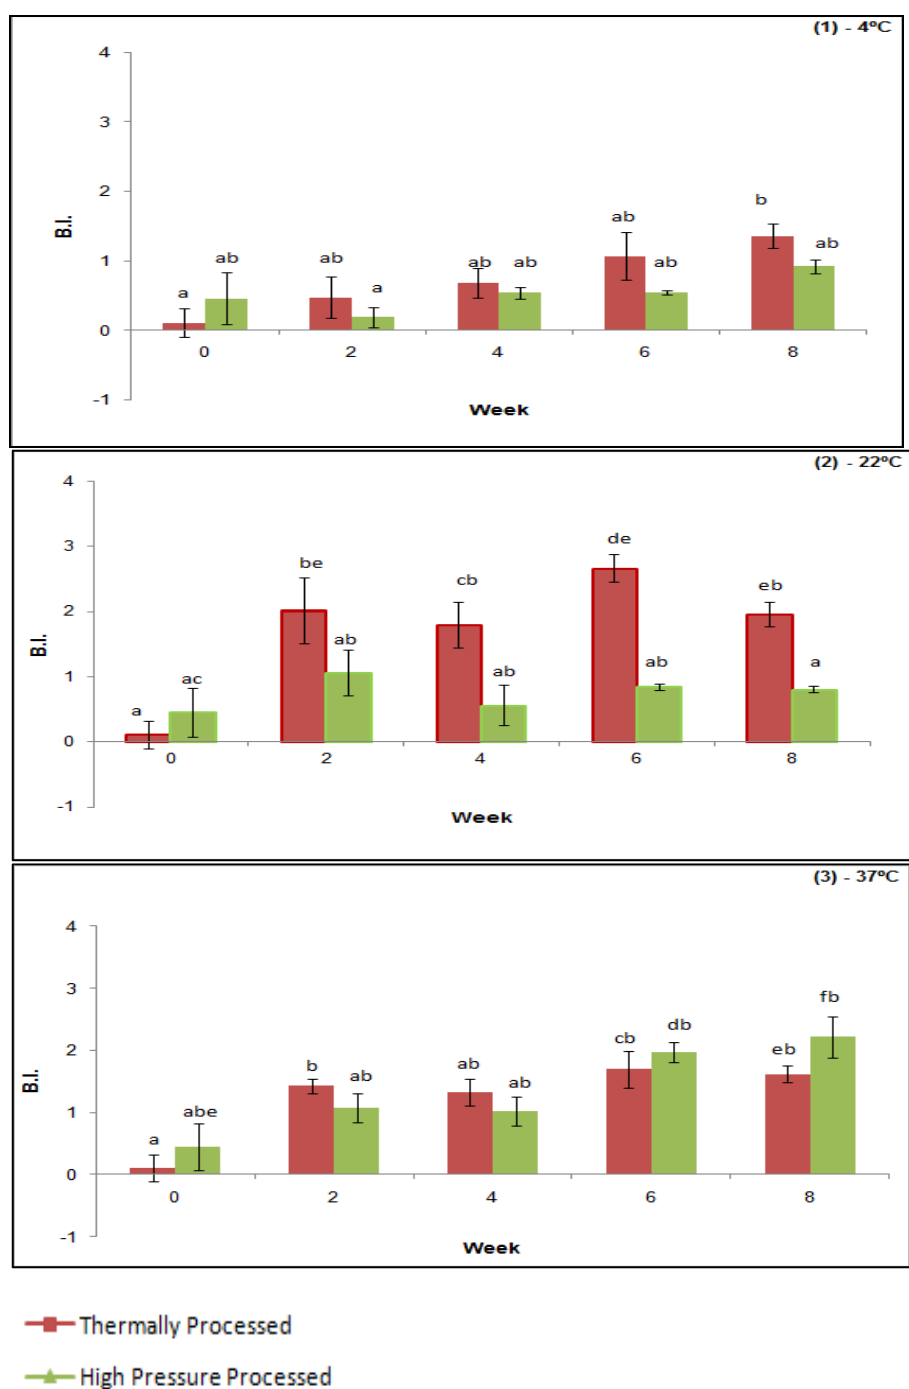 (1) - 4ºC
4
3
2
1
0
-1
B.I.
a
ab
ab
a
ab
ab
ab
ab
b
ab
0
2
4
6
8
Week
(2) - 22ºC
4
3
2
1
0
-1
B.I.
a
ac
be
ab
cb
ab
de
ab
eb
a
0
2
4
6
8
Week
(3) - 37ºC
4
3
2
1
0
-1
B.I.
a
abe
b
ab
ab
ab
cb
db
eb
fb
0
2
4
6
8
Week
Thermally Processed
High Pressure Processed